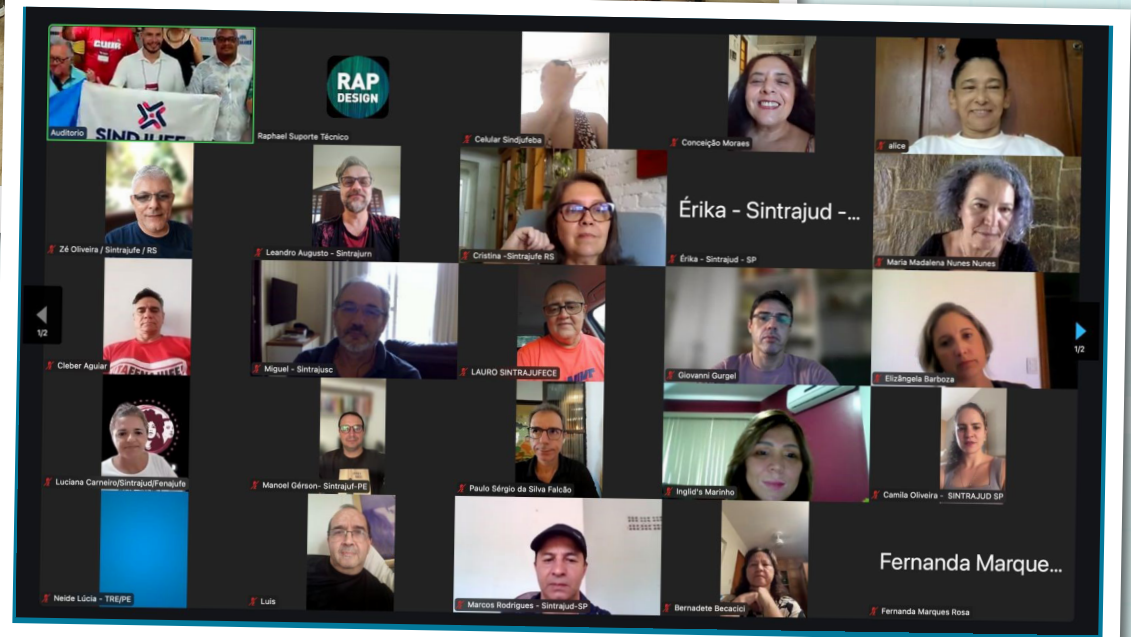 SINDJUFE
Auditorio
RAP
DESIGN
Raphael Suporte Técnico
Celular Sindjufeba
Conceição Moraes
alice
Zé Oliveira / Sintrajufe / RS
Leandro Augusto - Sintrajurn
Cristina -Sintrajufe RS
Érika - Sintrajud -...
Érika - Sintrajud - SP
Maria Madalena Nunes Nunes
1/2
Cleber Aguiar
Miguel - Sintrajusc
LAURO SINTRAJUFECE
Giovanni Gurgel
Elizângela Barboza
1/2
Luciana Carneiro/Sintrajud/Fenajufe
Manoel Gérson- Sintrajuf-PE
Paulo Sérgio da Silva Falcão
Inglid's Marinho
Camila Oliveira - SINTRAJUD SP
Neide Lúcia - TRE/PE
Luis
Marcos Rodrigues - Sintrajud-SP
Bernadete Becacici
Fernanda Marque...
Fernanda Marques Rosa